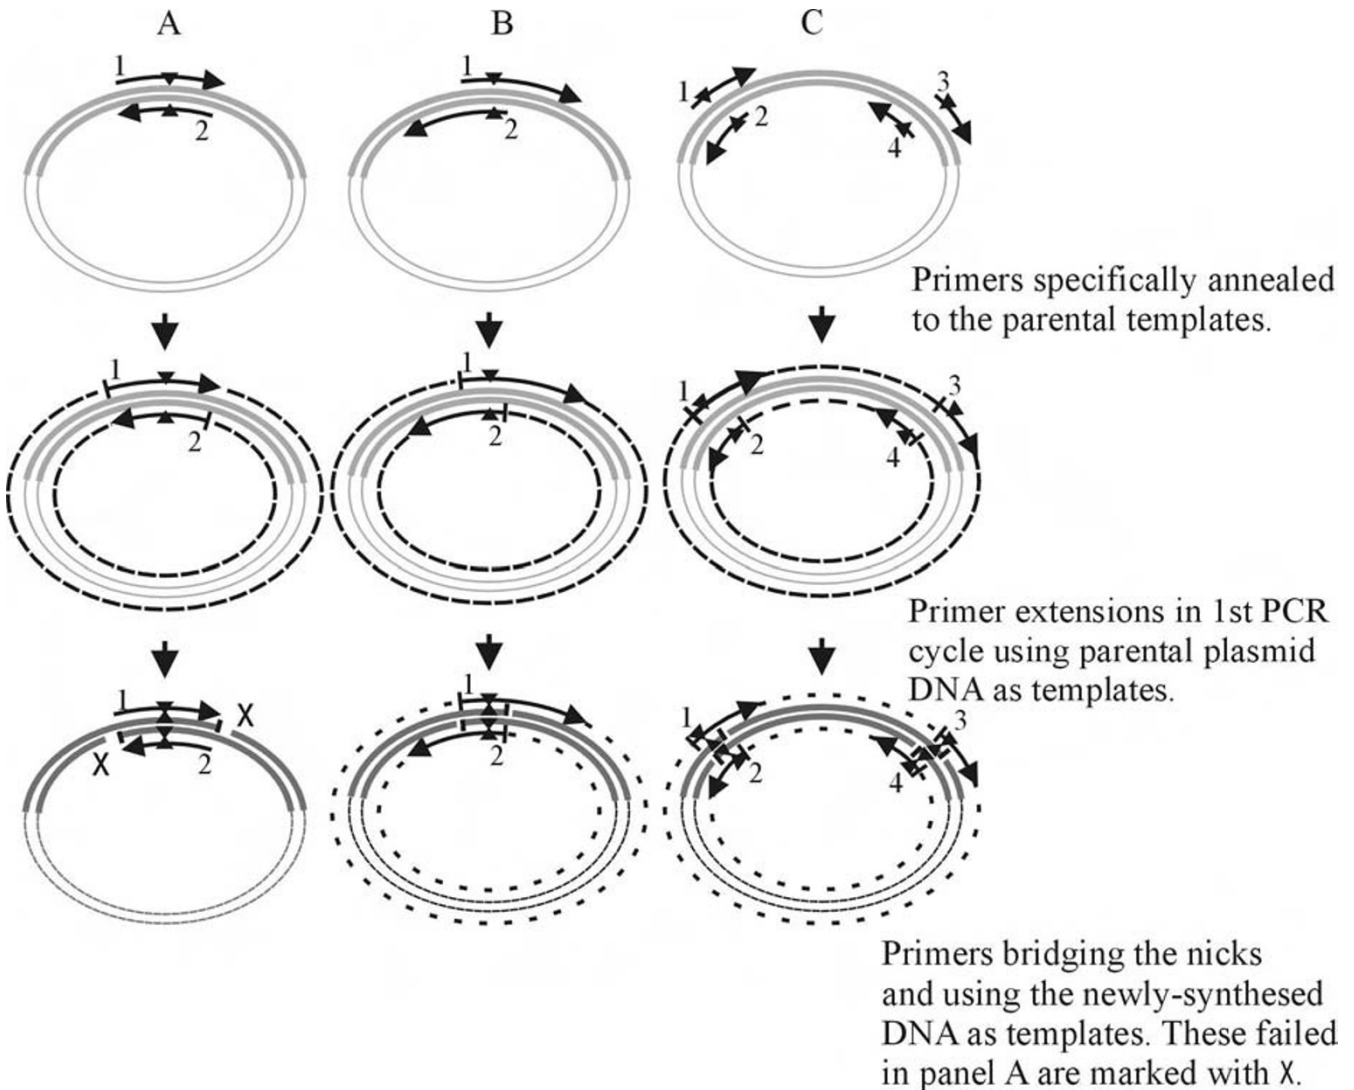 A B C
1 1 1 3
2 2 2 4
Primers specifically annealed
to the parental templates.
1 1 1 3
2 2 2 4
Primer extensions in 1st PCR
cycle using parental plasmid
DNA as templates.
1 X 1 1 3
X 2 2 2 4
Primers bridging the nicks
and using the newly-synthesed
DNA as templates. These failed
in panel A are marked with X.